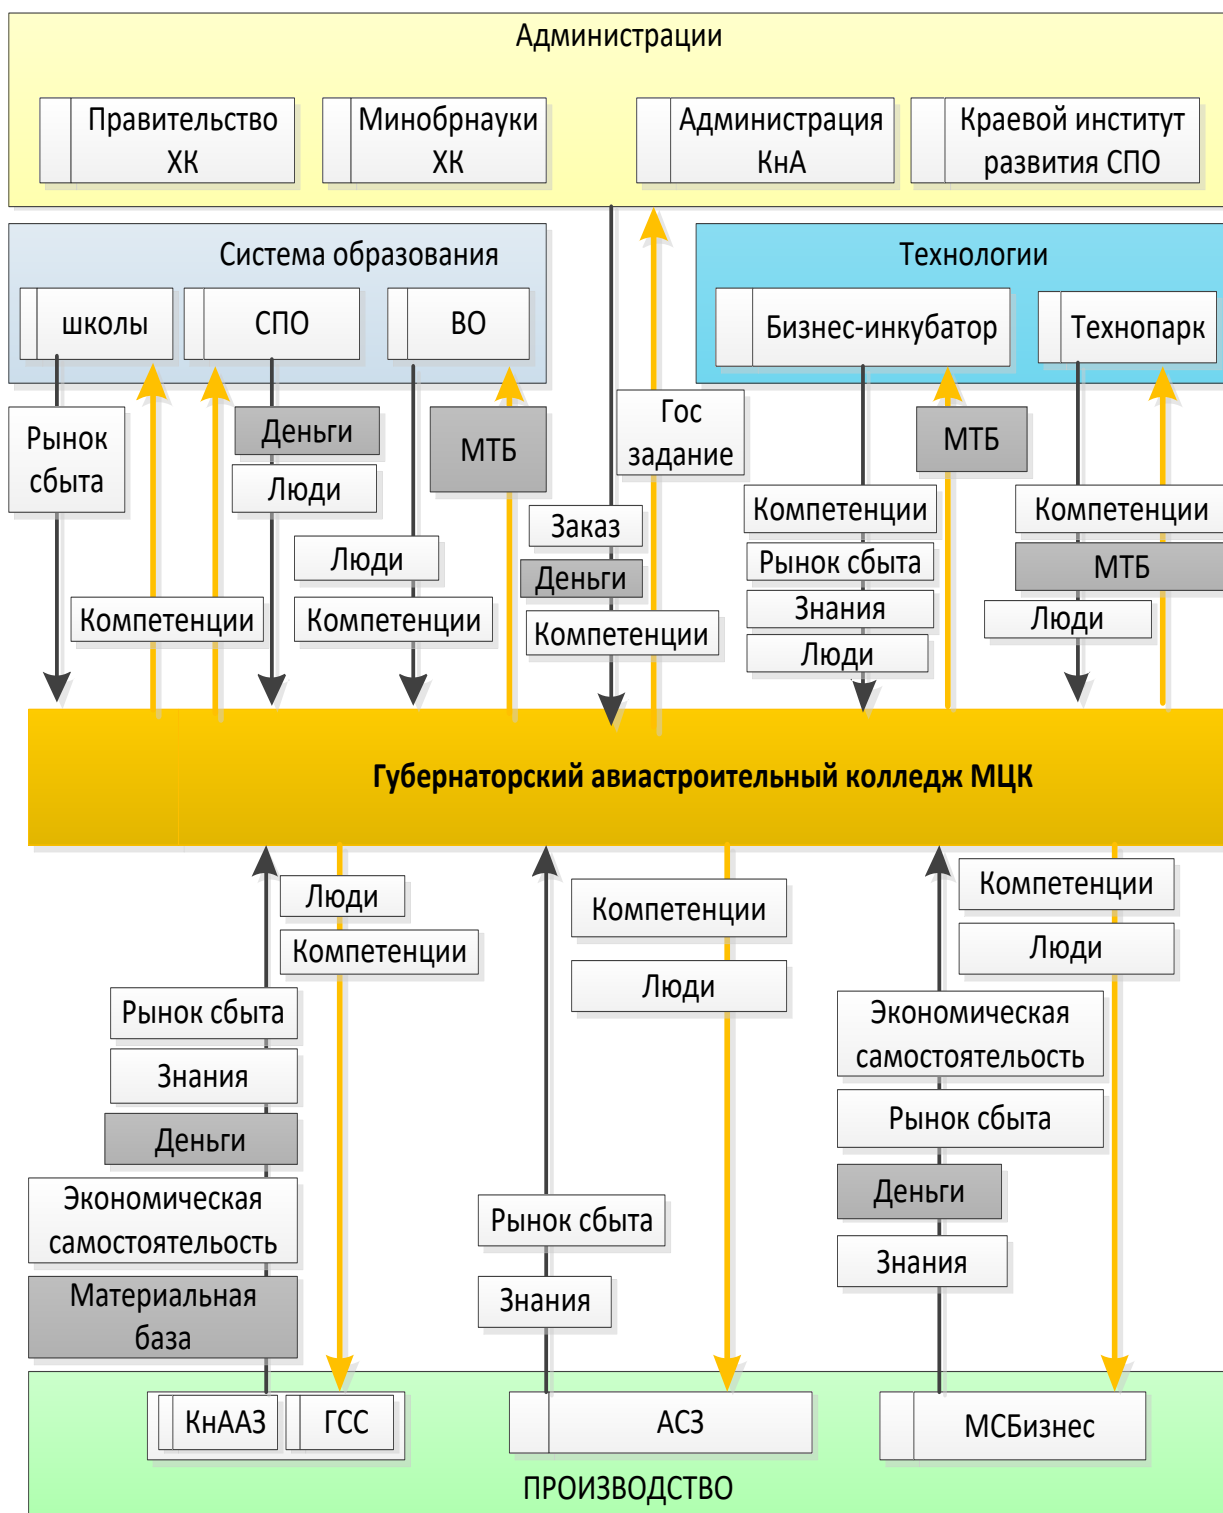 Администрации
Правительство
ХК
Минобрнауки
ХК
Администрация
КнА
Краевой институт
развития СПО
Система образования
школы
СПО
ВО
Технологии
Бизнес-инкубатор
Технопарк
Рынок
сбыта
Деньги
Люди
МТБ
Гос
задание
МТБ
Компетенции
Компетенции
Заказ
Люди
Рынок сбыта
МТБ
Деньги
Компетенции
Компетенции
Компетенции
Знания
Люди
Люди
Губернаторский авиастроительный колледж МЦК
Люди
Компетенции
Компетенции
Люди
Компетенции
Люди
Рынок сбыта
Знания
Деньги
Экономическая
самостоятельость
Материальная
база
Рынок сбыта
Знания
Экономическая
самостоятельость
Рынок сбыта
Деньги
Знания
КнААЗ
ГСС
АСЗ
МСБизнес
ПРОИЗВОДСТВО